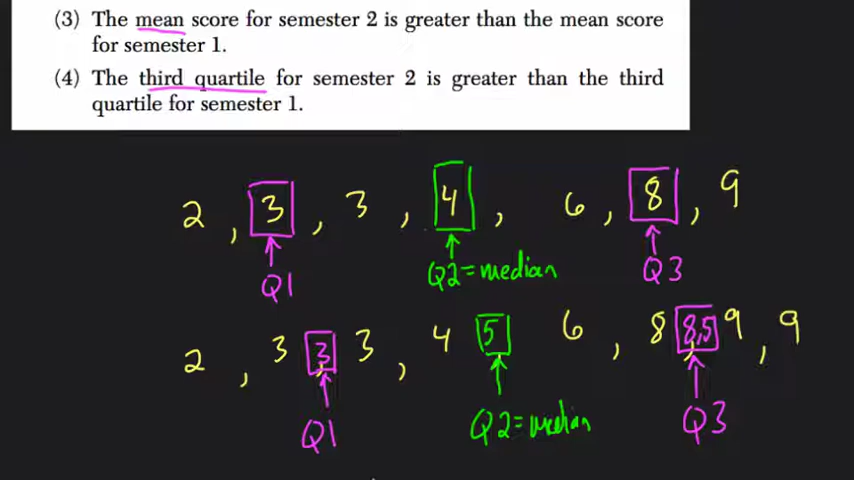 (3) The mean score for semester 2 is greater than the mean score
for semester 1.
(4) The third quartile for semester 2 is greater than the third
quartile for semester 1.
2 , 3 , 3 , 4 , 6 , 8 , 9
Q1 Q2=median Q3
2 , 3 3, 3 , 4 5, 6 , 8 8,5 9 , 9
Q1 Q2=median Q3